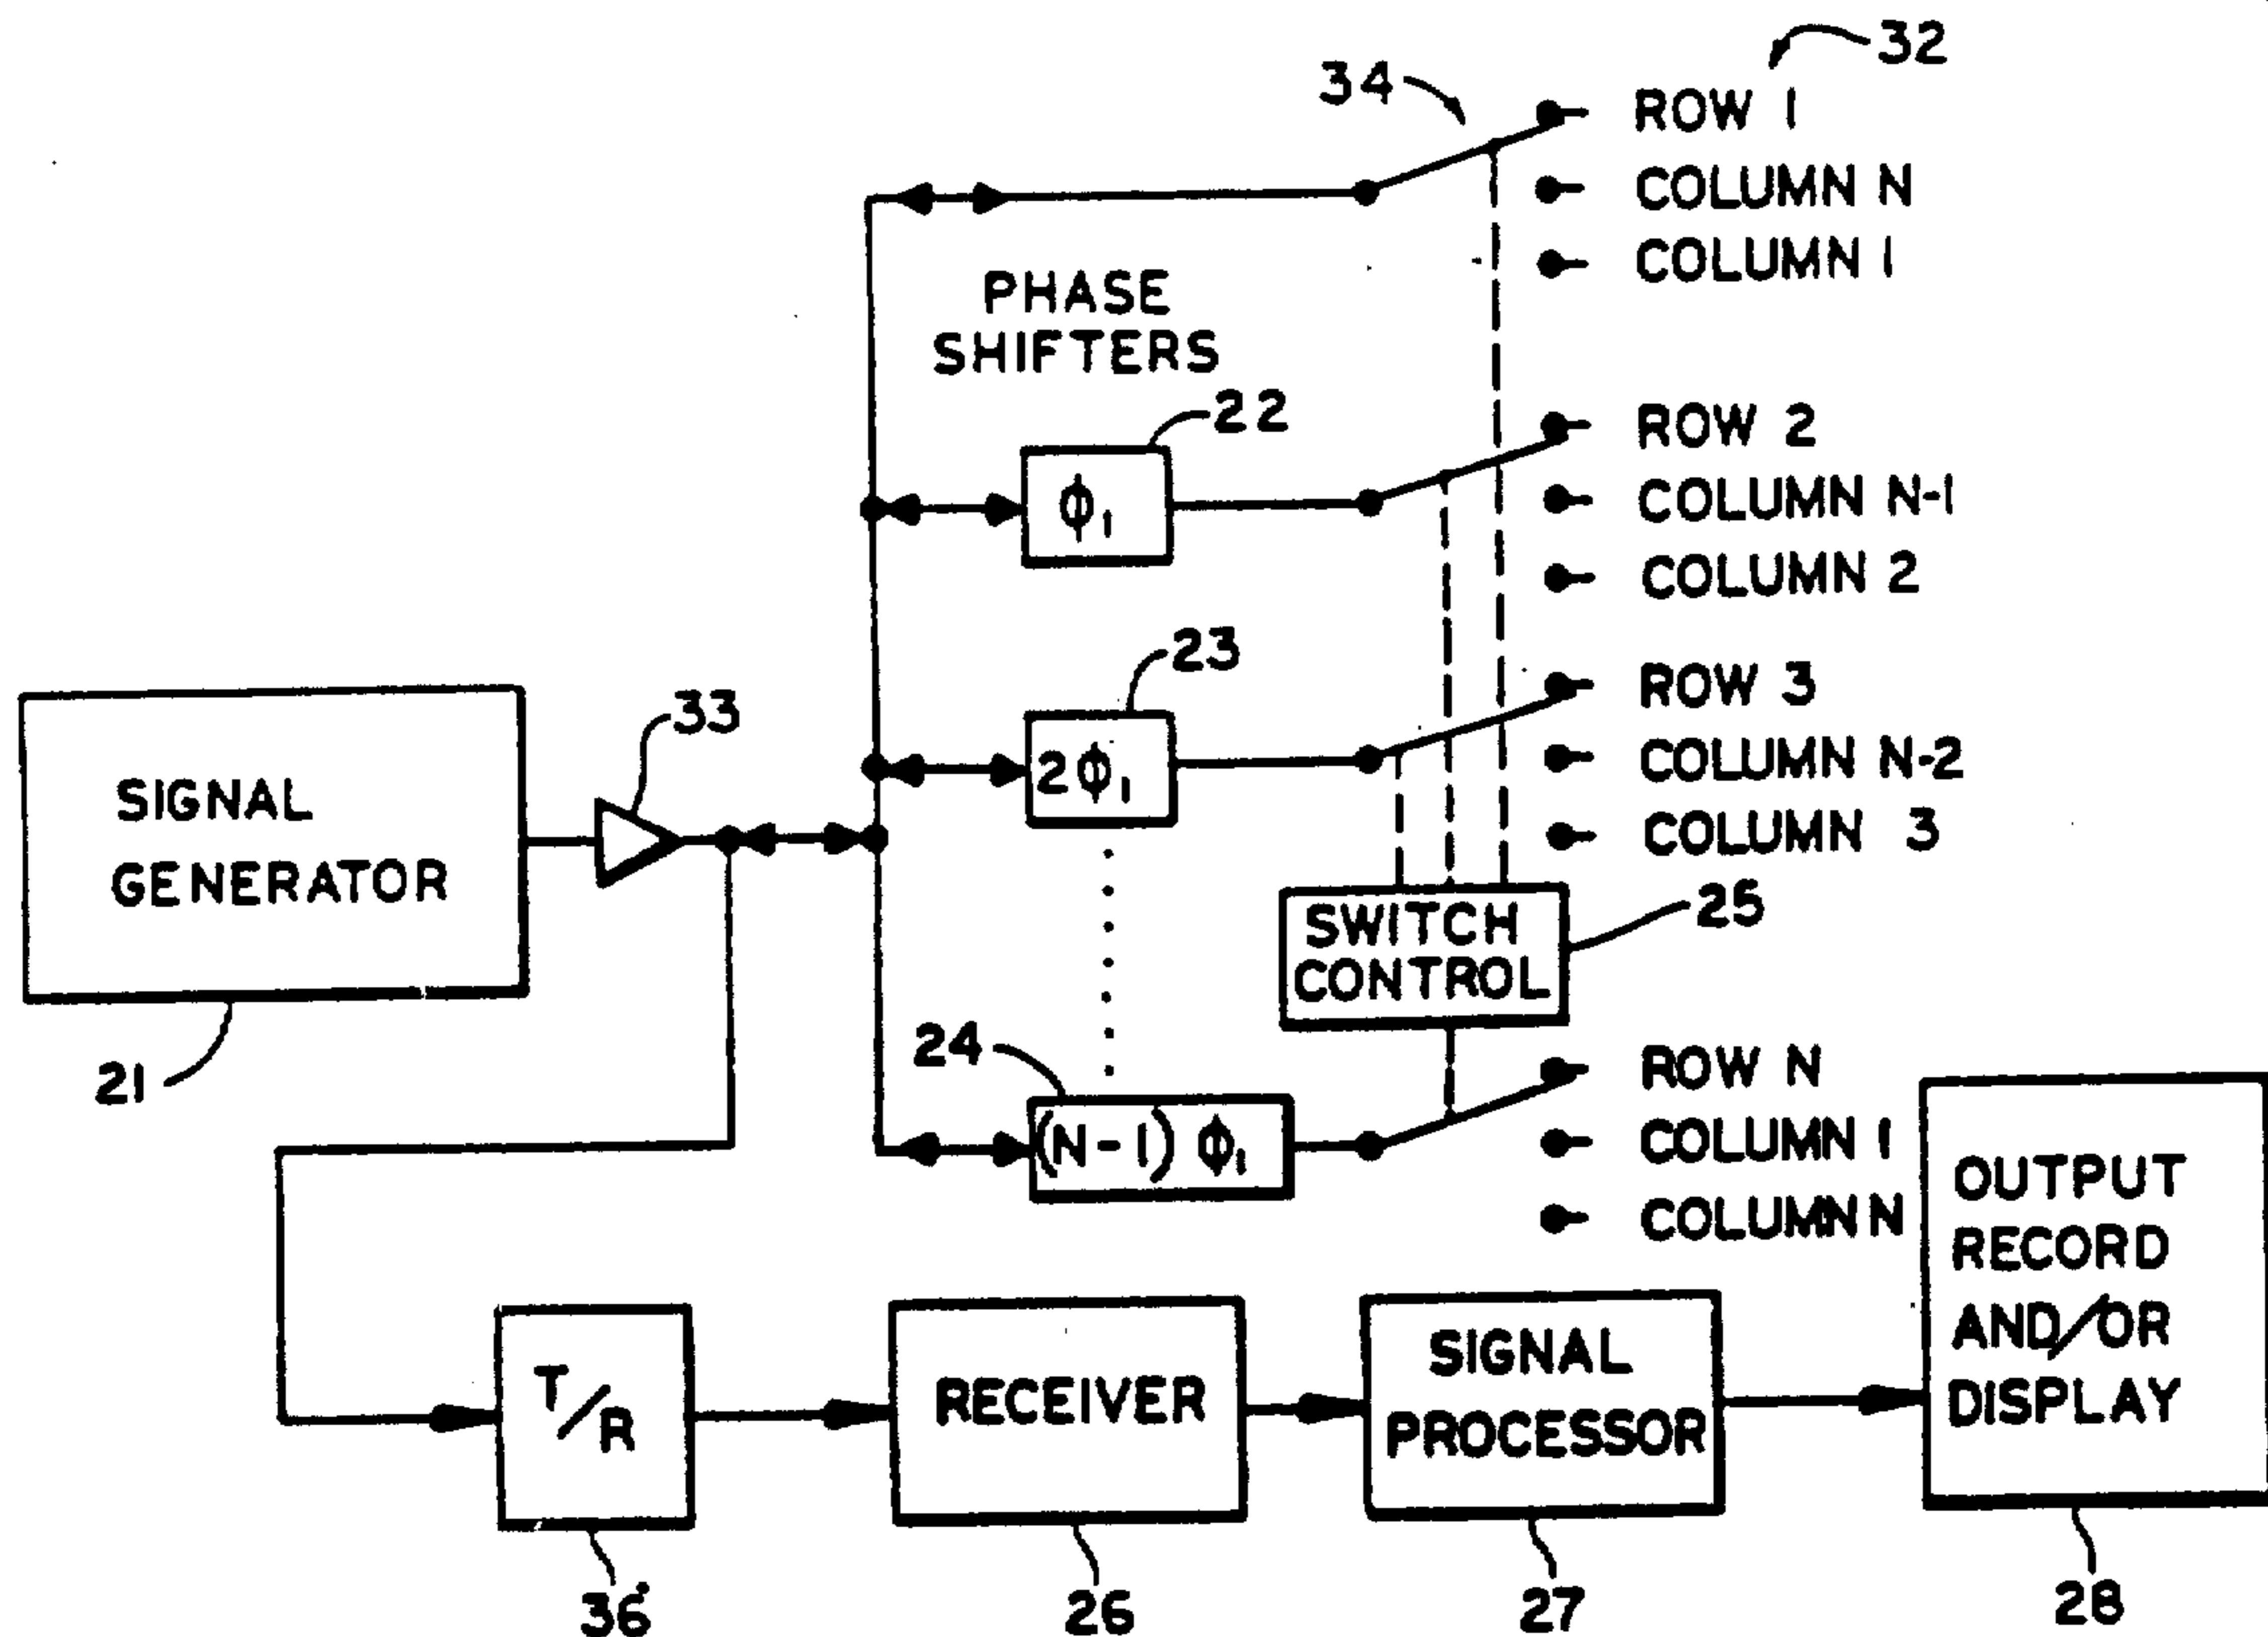 32
34
ROW 1
COLUMN N
COLUMN 1
PHASE
SHIFTERS
22
ϕ₁
ROW 2
COLUMN N-1
COLUMN 2
23
2ϕ₁
ROW 3
COLUMN N-2
COLUMN 3
33
SIGNAL
GENERATOR
21
SWITCH
CONTROL
25
24
(N-1) ϕ₁
ROW N
COLUMN 1
COLUMN N
T/R
36
RECEIVER
26
SIGNAL
PROCESSOR
27
OUTPUT
RECORD
AND/OR
DISPLAY
28